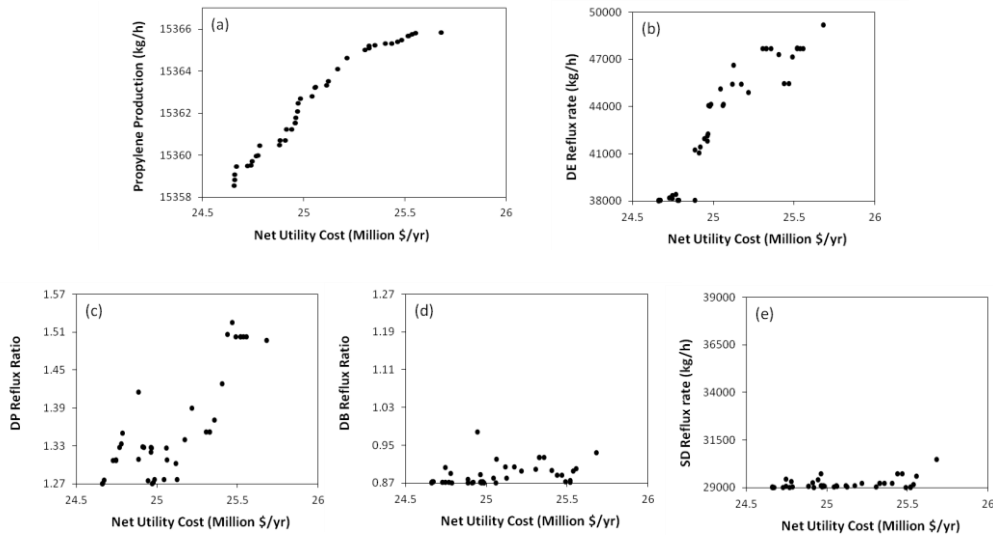 (a)
Propylene Production (kg/h)
15366
15364
15362
15360
15358
24.5 25 25.5 26
Net Utility Cost (Million $/yr)
(b)
DE Reflux rate (kg/h)
50000
47000
44000
41000
38000
24.5 25 25.5 26
Net Utility Cost (Million $/yr)
(c)
DP Reflux Ratio
1.57
1.51
1.45
1.39
1.33
1.27
24.5 25 25.5 26
Net Utility Cost (Million $/yr)
(d)
DB Reflux Ratio
1.27
1.19
1.11
1.03
0.95
0.87
24.5 25 25.5 26
Net Utility Cost (Million $/yr)
(e)
SD Reflux rate (kg/h)
39000
36500
34000
31500
29000
24.5 25 25.5 26
Net Utility Cost (Million $/yr)